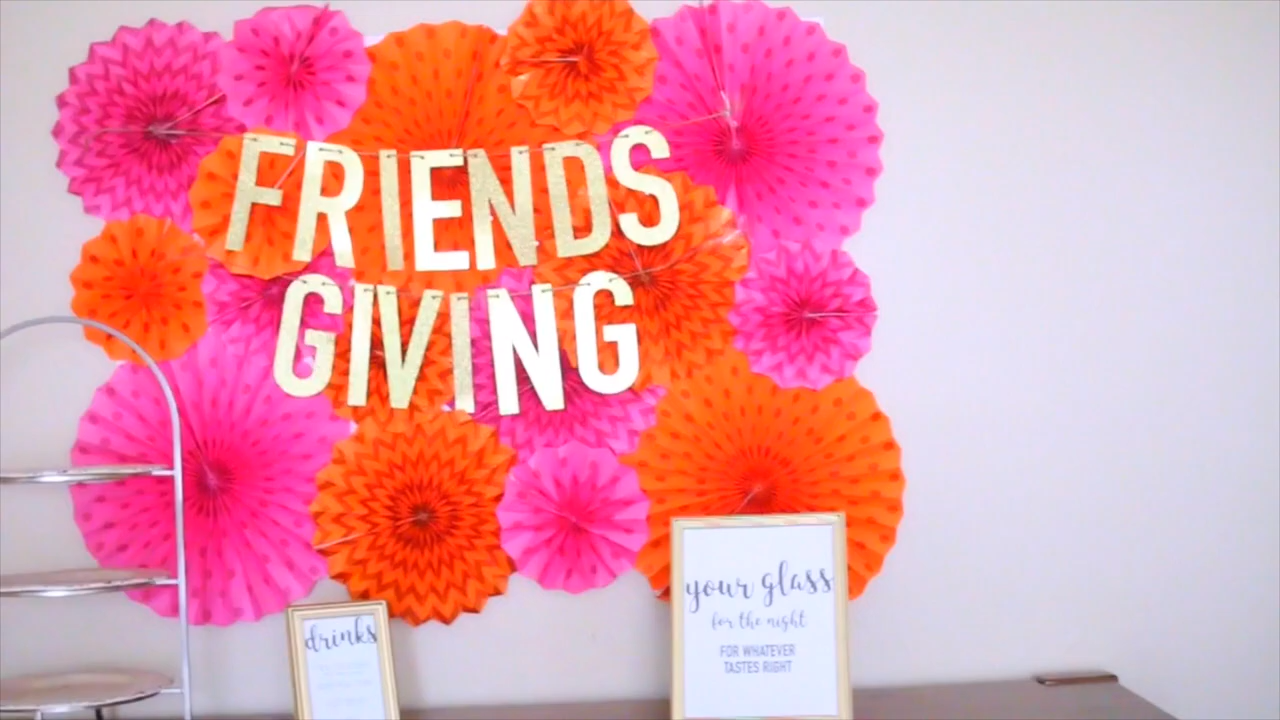 FRIENDS
GIVING
your glass
for the night
FOR WHATEVER
TASTES RIGHT
drinks